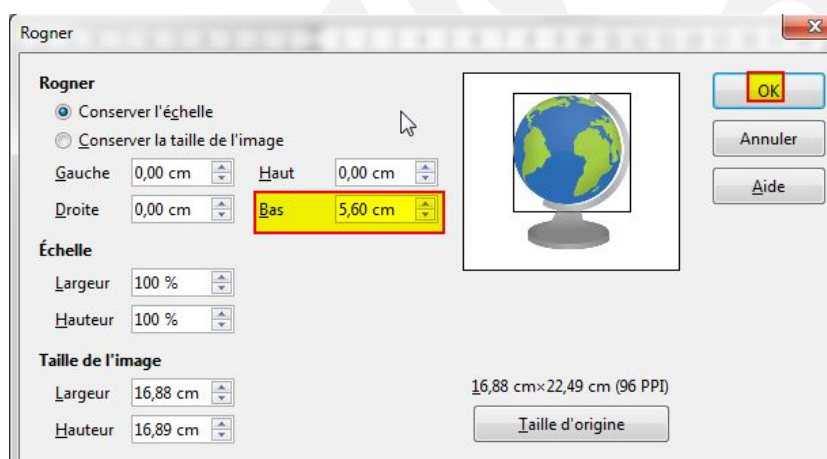 Rogner
Rogner
Conserver l'échelle
Conserver la taille de l'image
Gauche 0,00 cm Haut 0,00 cm
Droite 0,00 cm Bas 5,60 cm
Échelle
Largeur 100 %
Hauteur 100 %
Taille de l'image
Largeur 16,88 cm
Hauteur 16,89 cm
16,88 cm×22,49 cm (96 PPI)
Taille d'origine
OK
Annuler
Aide